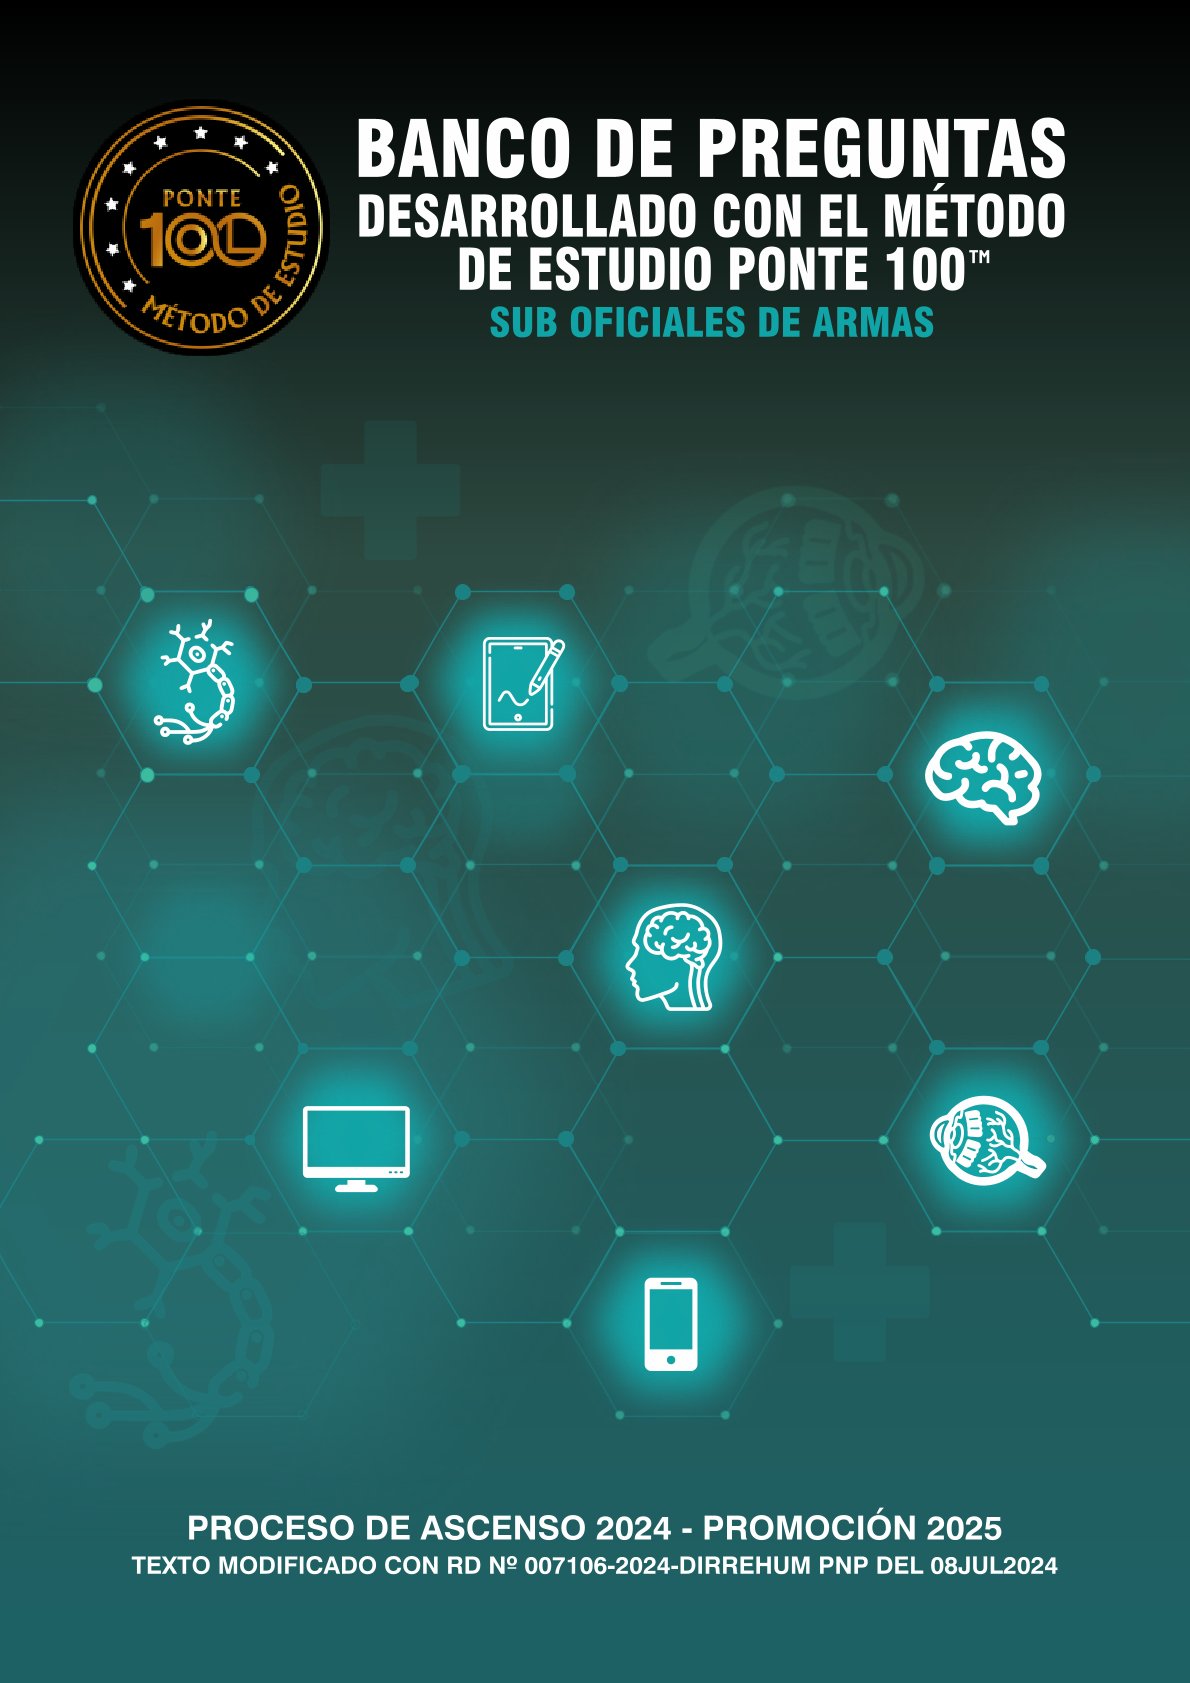 PONTE
100
MÉTODO DE ESTUDIO
BANCO DE PREGUNTAS
DESARROLLADO CON EL MÉTODO
DE ESTUDIO PONTE 100™
SUB OFICIALES DE ARMAS
PROCESO DE ASCENSO 2024 - PROMOCIÓN 2025
TEXTO MODIFICADO CON RD Nº 007106-2024-DIRREHUM PNP DEL 08JUL2024